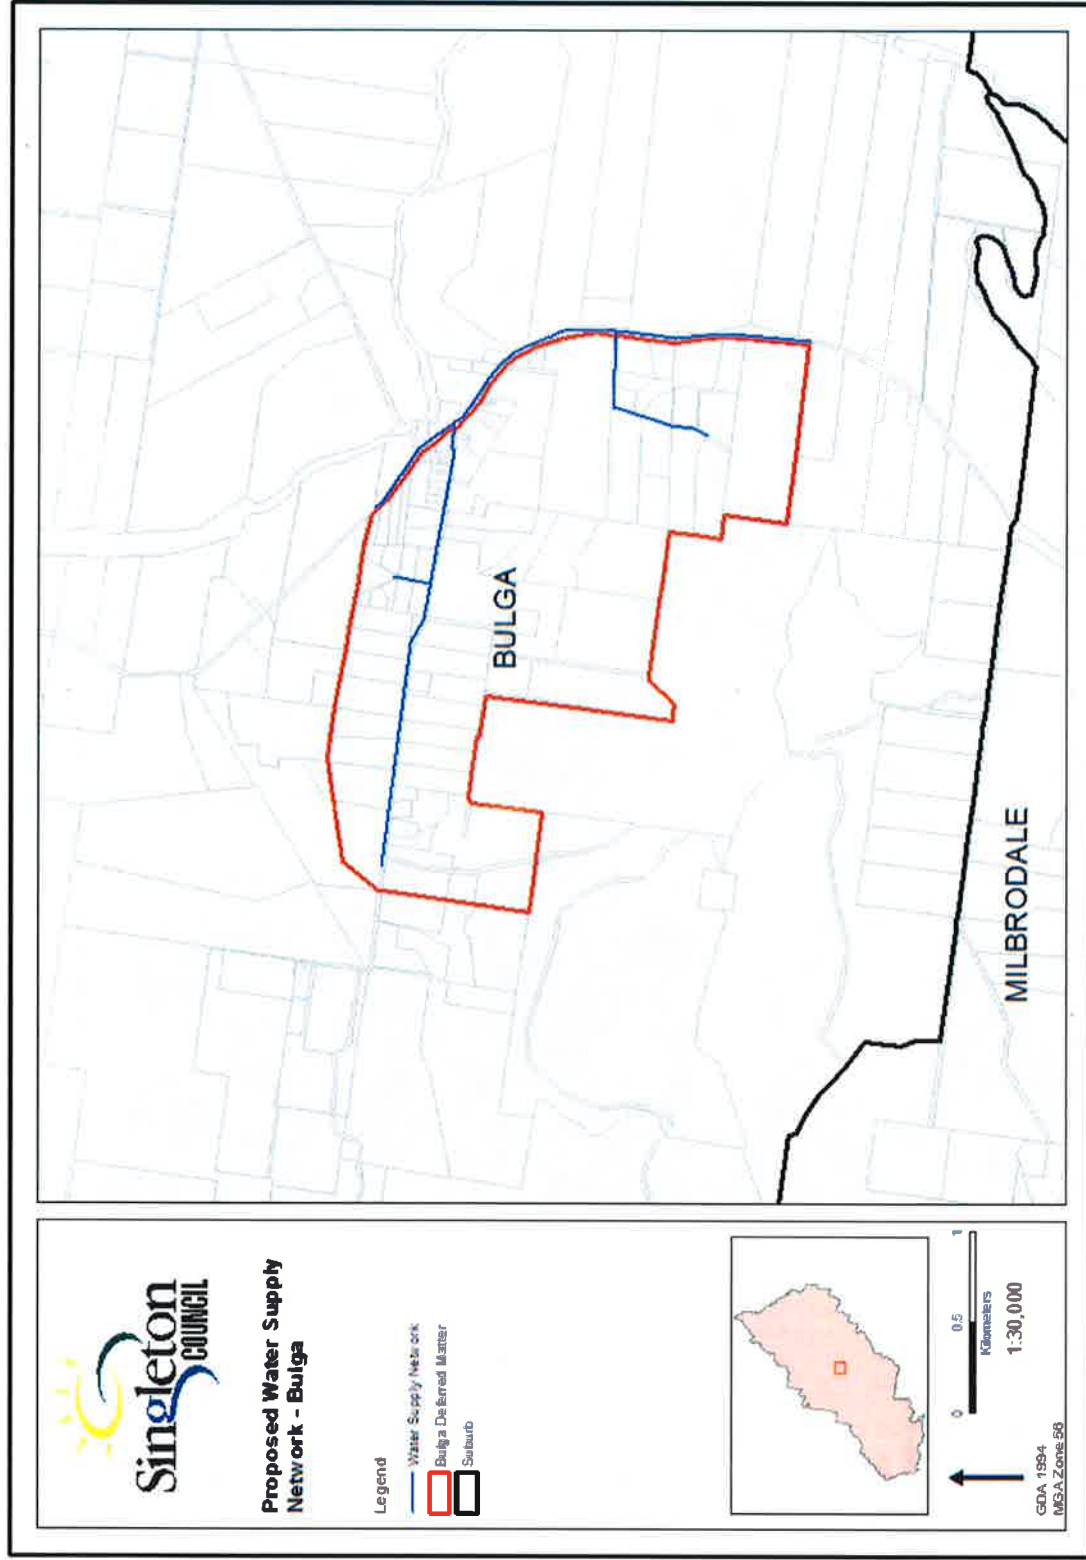 Singleton
COUNCIL
Proposed Water Supply
Network - Bulga
Legend
Water Supply Network
Bulga Deferred Matter
Suburb
0 0.5 1
Kilometers
1:30,000
GDA 1994
MGA Zone 56
BULGA
MILBRODALE